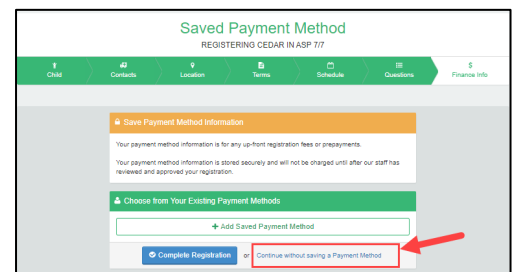 Saved Payment Method
REGISTERING CEDAR IN ASP 7/7
Child
Contacts
Location
Terms
Schedule
Questions
$
Finance Info
Save Payment Method Information
Your payment method information is for any up-front registration fees or prepayments.
Your payment method information is stored securely and will not be charged until after our staff has
reviewed and approved your registration.
Choose from Your Existing Payment Methods
+ Add Saved Payment Method
Complete Registration or Continue without saving a Payment Method